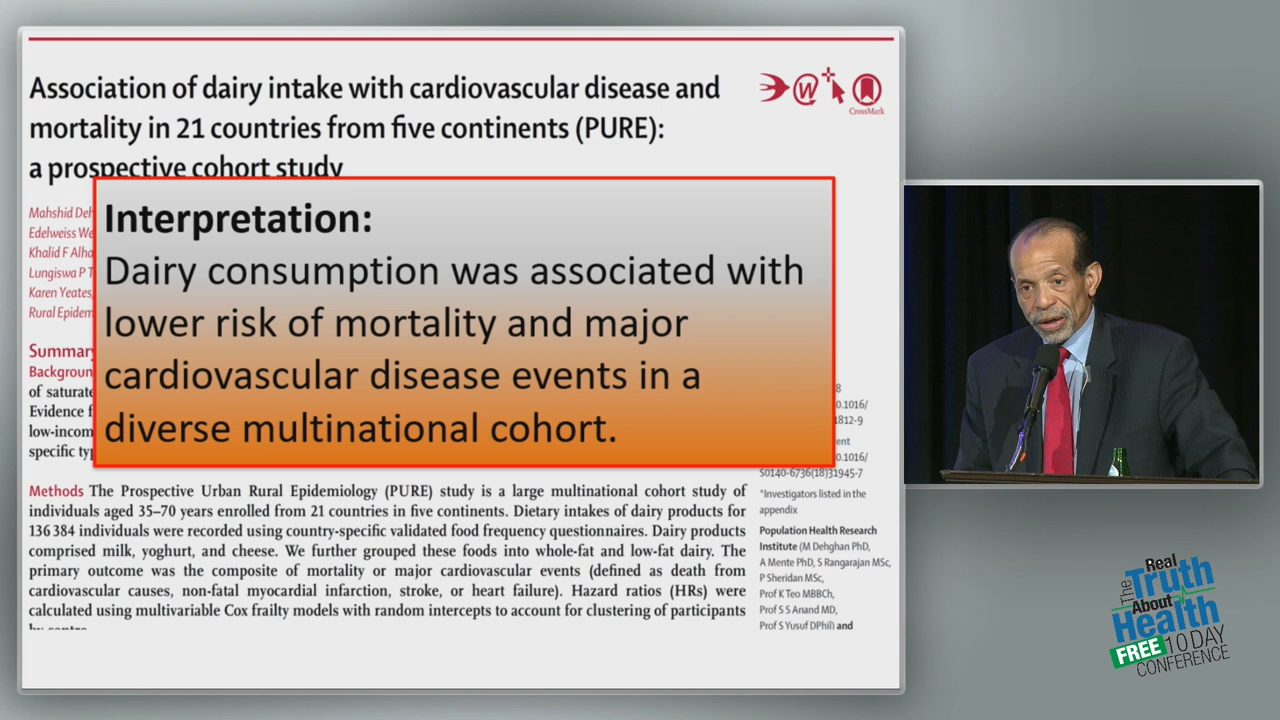 Association of dairy intake with cardiovascular disease and
mortality in 21 countries from five continents (PURE):
a prospective cohort study
CrossMark
Mahshid Deh
Edelweiss We
Khalid F Alha
Lungiswa P T
Karen Yeates,
Rural Epidem
Interpretation:
Dairy consumption was associated with
lower risk of mortality and major
cardiovascular disease events in a
diverse multinational cohort.
Summary
Backgroun
of saturate
Evidence f
low-incom
specific typ
8
0.1016/
1812-9
ent
0.1016/
S0140-6736(18)31945-7
*Investigators listed in the
appendix
Population Health Research
Institute (M Dehghan PhD,
A Mente PhD, S Rangarajan MSc,
P Sheridan MSc,
Prof K Teo MBBCh,
Prof S S Anand MD,
Prof S Yusuf DPhil) and
Methods The Prospective Urban Rural Epidemiology (PURE) study is a large multinational cohort study of
individuals aged 35–70 years enrolled from 21 countries in five continents. Dietary intakes of dairy products for
136 384 individuals were recorded using country-specific validated food frequency questionnaires. Dairy products
comprised milk, yoghurt, and cheese. We further grouped these foods into whole-fat and low-fat dairy. The
primary outcome was the composite of mortality or major cardiovascular events (defined as death from
cardiovascular causes, non-fatal myocardial infarction, stroke, or heart failure). Hazard ratios (HRs) were
calculated using multivariable Cox frailty models with random intercepts to account for clustering of participants
The Real
Truth
About
Health
FREE 10 DAY
CONFERENCE